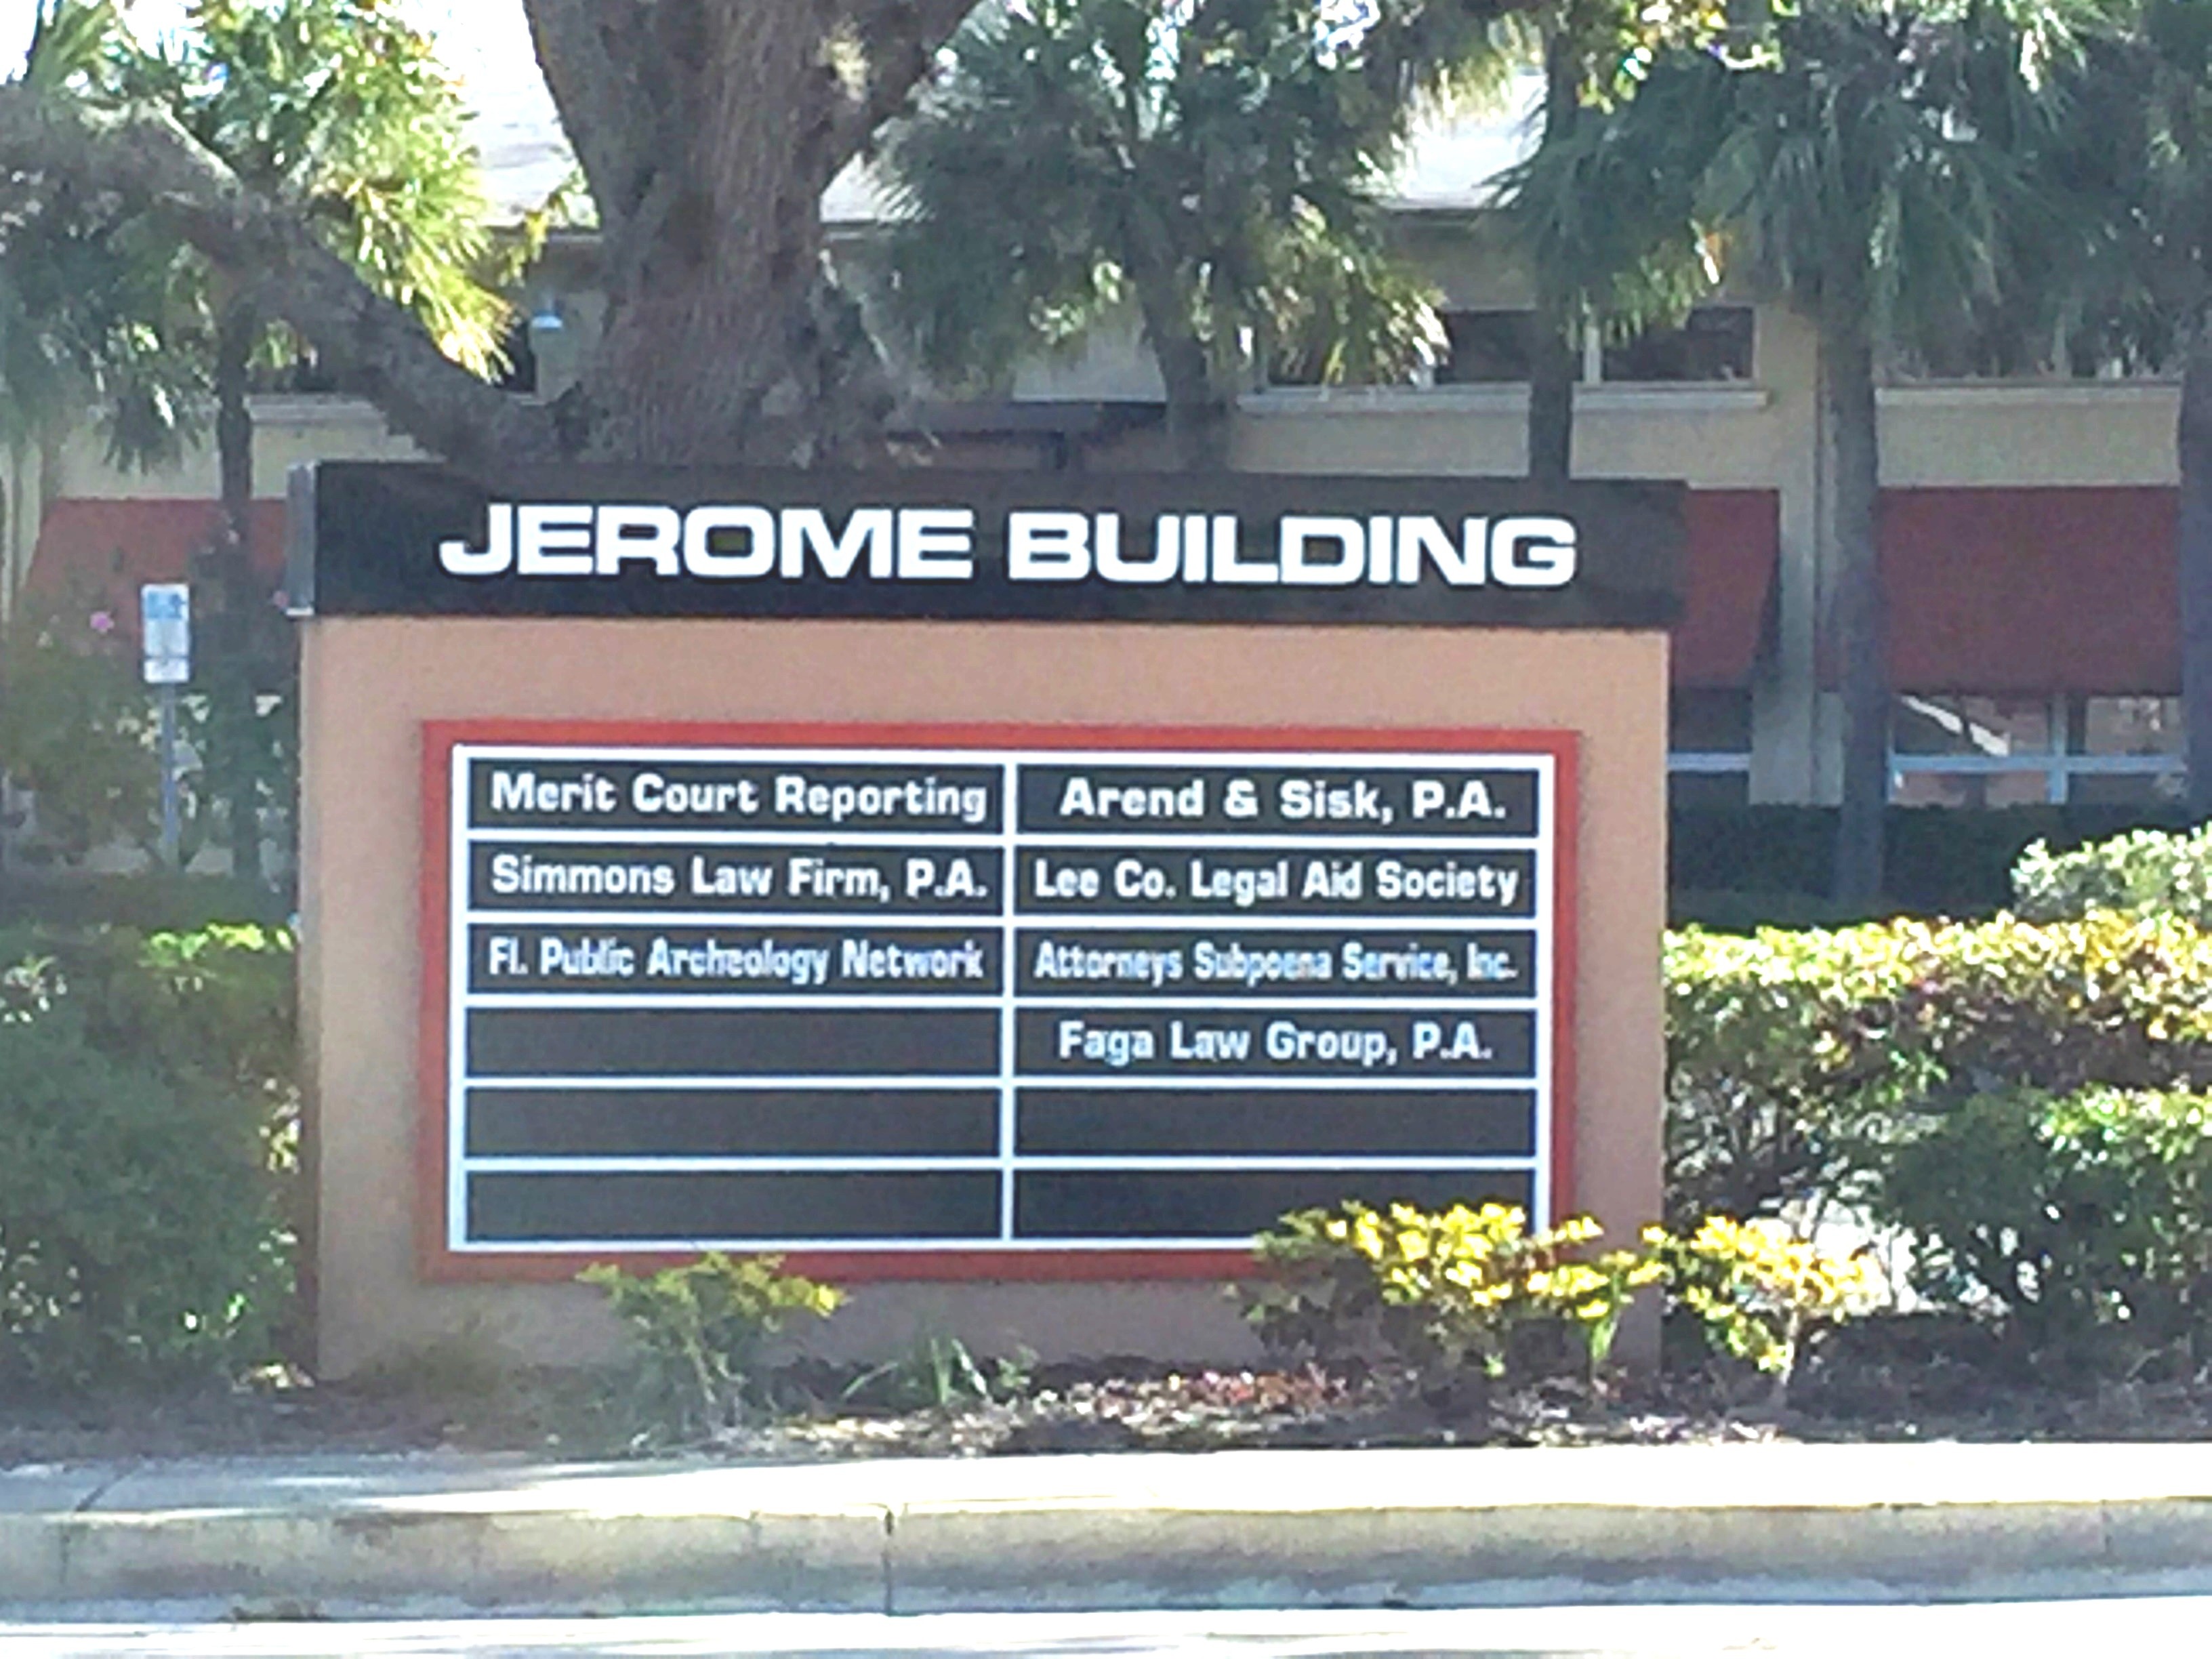 JEROME BUILDING
Merit Court Reporting
Arend & Sisk, P.A.
Simmons Law Firm, P.A.
Lee Co. Legal Aid Society
Fl. Public Archeology Network
Attorneys Subpoena Service, Inc.
Faga Law Group, P.A.